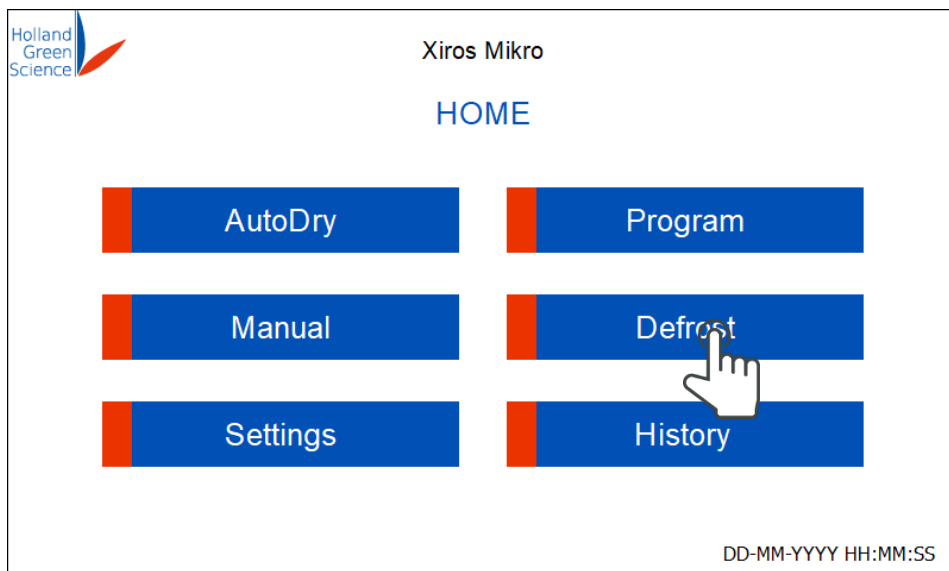 Holland
Green
Science
Xiros Mikro
HOME
AutoDry
Program
Manual
Defrost
Settings
History
DD-MM-YYYY HH:MM:SS